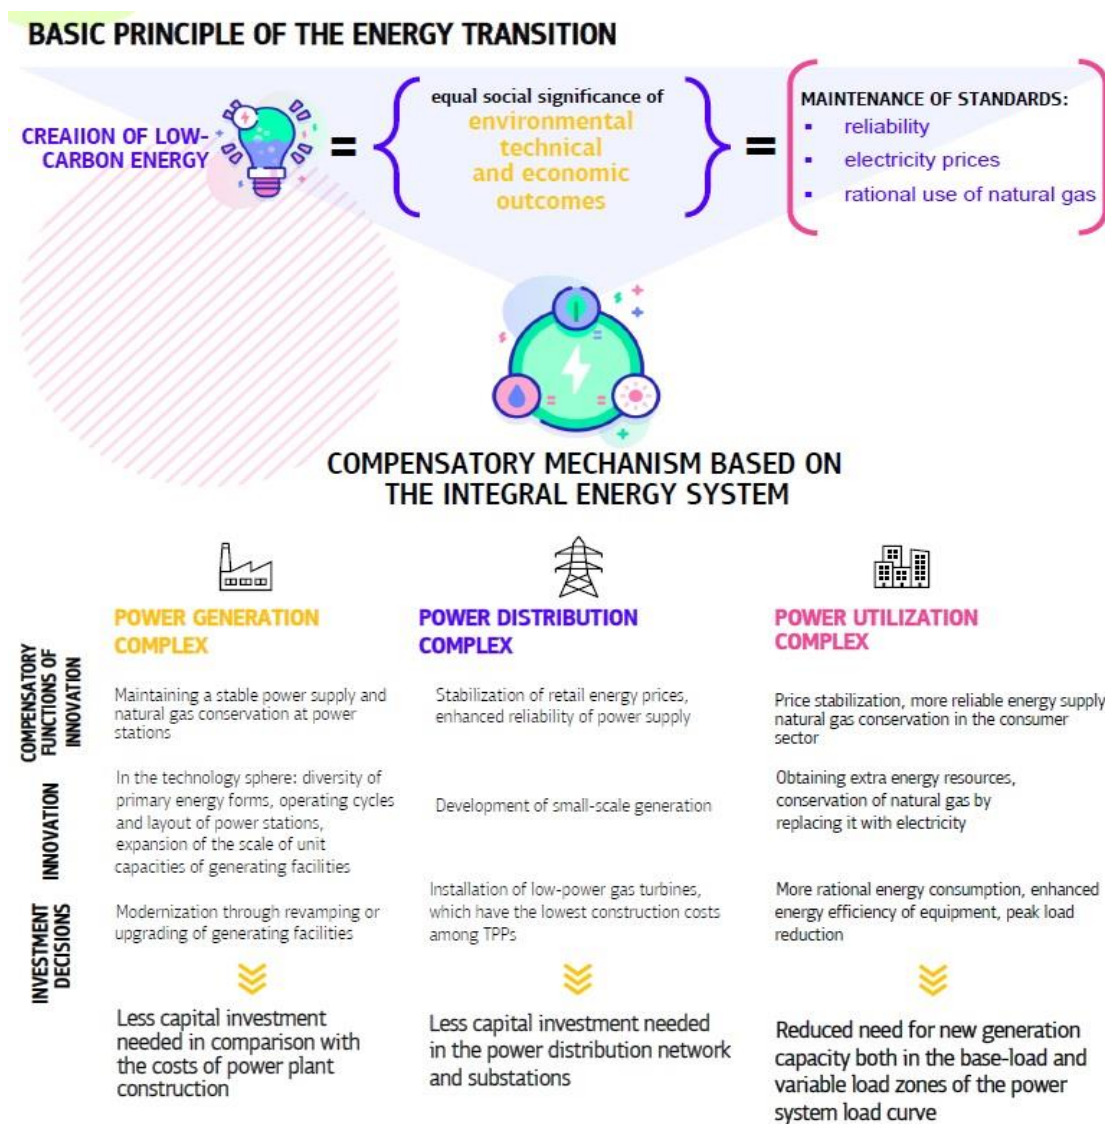 BASIC PRINCIPLE OF THE ENERGY TRANSITION
CREAIION OF LOW-
CARBON ENERGY
=
equal social significance of
environmental
technical
and economic
outcomes
=
MAINTENANCE OF STANDARDS:
▪ reliability
▪ electricity prices
▪ rational use of natural gas
COMPENSATORY MECHANISM BASED ON
THE INTEGRAL ENERGY SYSTEM
POWER GENERATION
COMPLEX
POWER DISTRIBUTION
COMPLEX
POWER UTILIZATION
COMPLEX
COMPENSATORY
FUNCTIONS OF
INNOVATION
Maintaining a stable power supply and
natural gas conservation at power
stations
Stabilization of retail energy prices,
enhanced reliability of power supply
Price stabilization, more reliable energy supply
natural gas conservation in the consumer
sector
INNOVATION
In the technology sphere: diversity of
primary energy forms, operating cycles
and layout of power stations,
expansion of the scale of unit
capacities of generating facilities
Development of small-scale generation
Obtaining extra energy resources,
conservation of natural gas by
replacing it with electricity
INVESTMENT
DECISIONS
Modernization through revamping or
upgrading of generating facilities
Installation of low-power gas turbines,
which have the lowest construction costs
among TPPs
More rational energy consumption, enhanced
energy efficiency of equipment, peak load
reduction
Less capital investment
needed in comparison with
the costs of power plant
construction
Less capital investment needed
in the power distribution network
and substations
Reduced need for new generation
capacity both in the base-load and
variable load zones of the power
system load curve